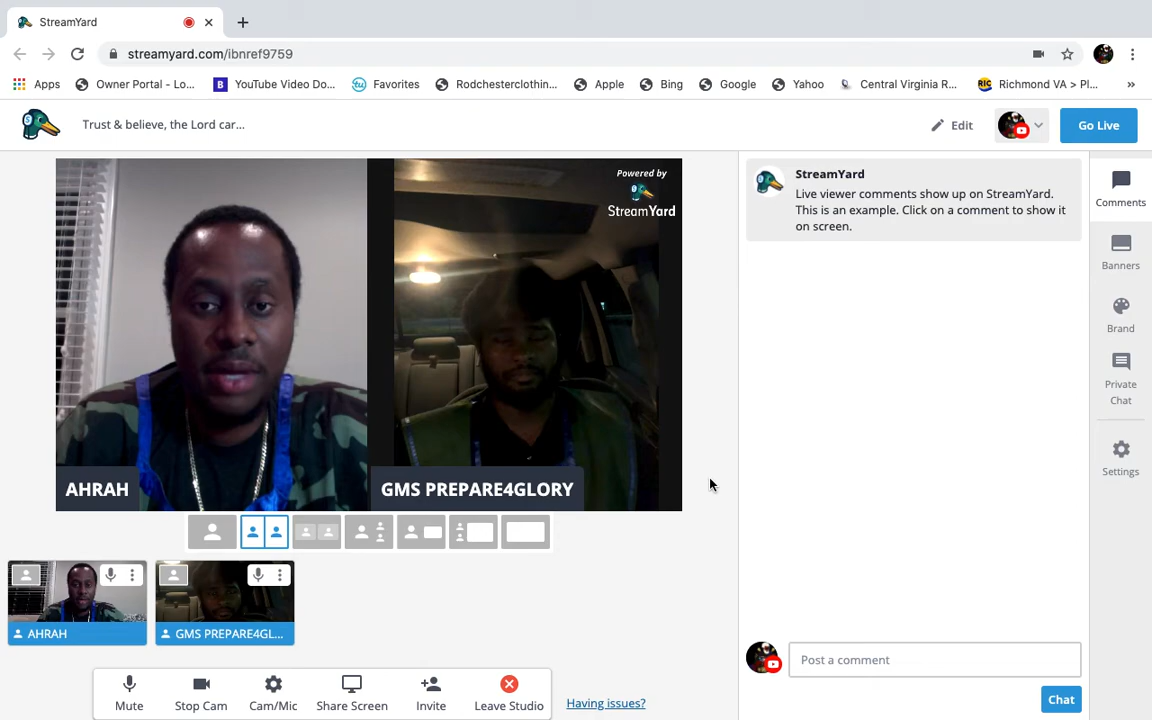 StreamYard
streamyard.com/ibnref9759
Apps
Owner Portal - Lo...
YouTube Video Do...
Favorites
Rodchesterclothin...
Apple
Bing
Google
Yahoo
Central Virginia R...
RIC
Richmond VA > Pl...
»
Trust & believe, the Lord car...
Edit
Go Live
Powered by
StreamYard
AHRAH
GMS PREPARE4GLORY
AHRAH
GMS PREPARE4GL...
Mute
Stop Cam
Cam/Mic
Share Screen
Invite
Leave Studio
Having issues?
StreamYard
Live viewer comments show up on StreamYard.
This is an example. Click on a comment to show it
on screen.
Post a comment
Chat
Comments
Banners
Brand
Private
Chat
Settings